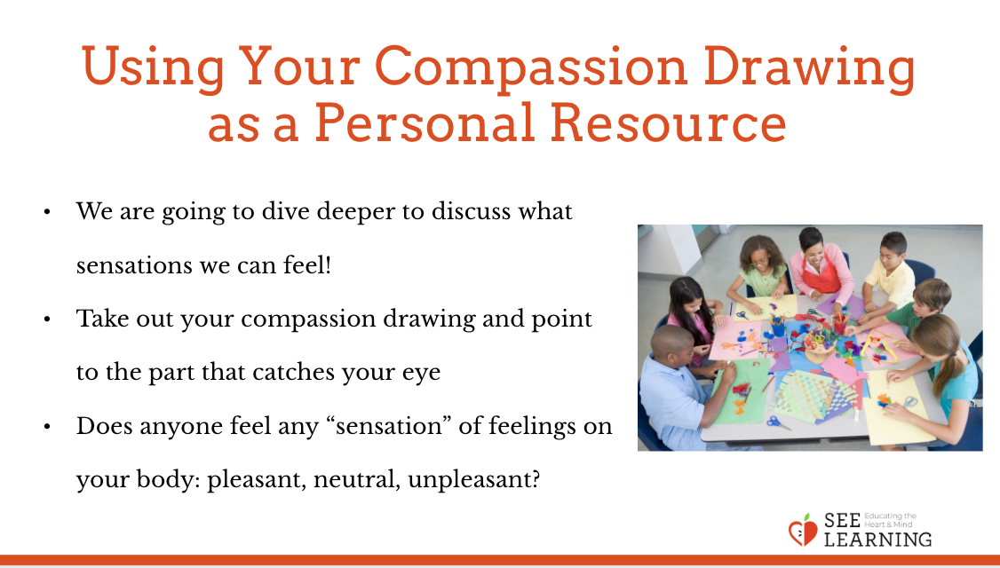 Using Your Compassion Drawing
as a Personal Resource
• We are going to dive deeper to discuss what
sensations we can feel!
• Take out your compassion drawing and point
to the part that catches your eye
• Does anyone feel any “sensation” of feelings on
your body: pleasant, neutral, unpleasant?
SEE Educating the
Heart & Mind
LEARNING